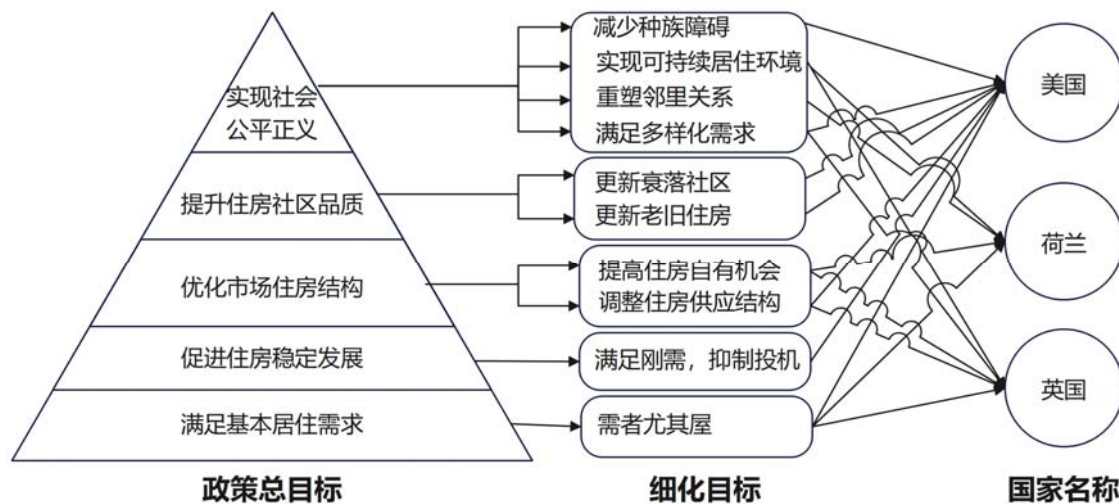 实现社会
公平正义
提升住房社区品质
优化市场住房结构
促进住房稳定发展
满足基本居住需求
政策总目标
减少种族障碍
实现可持续居住环境
重塑邻里关系
满足多样化需求
更新衰落社区
更新老旧住房
提高住房自有机会
调整住房供应结构
满足刚需，抑制投机
需者尤其屋
细化目标
美国
荷兰
英国
国家名称